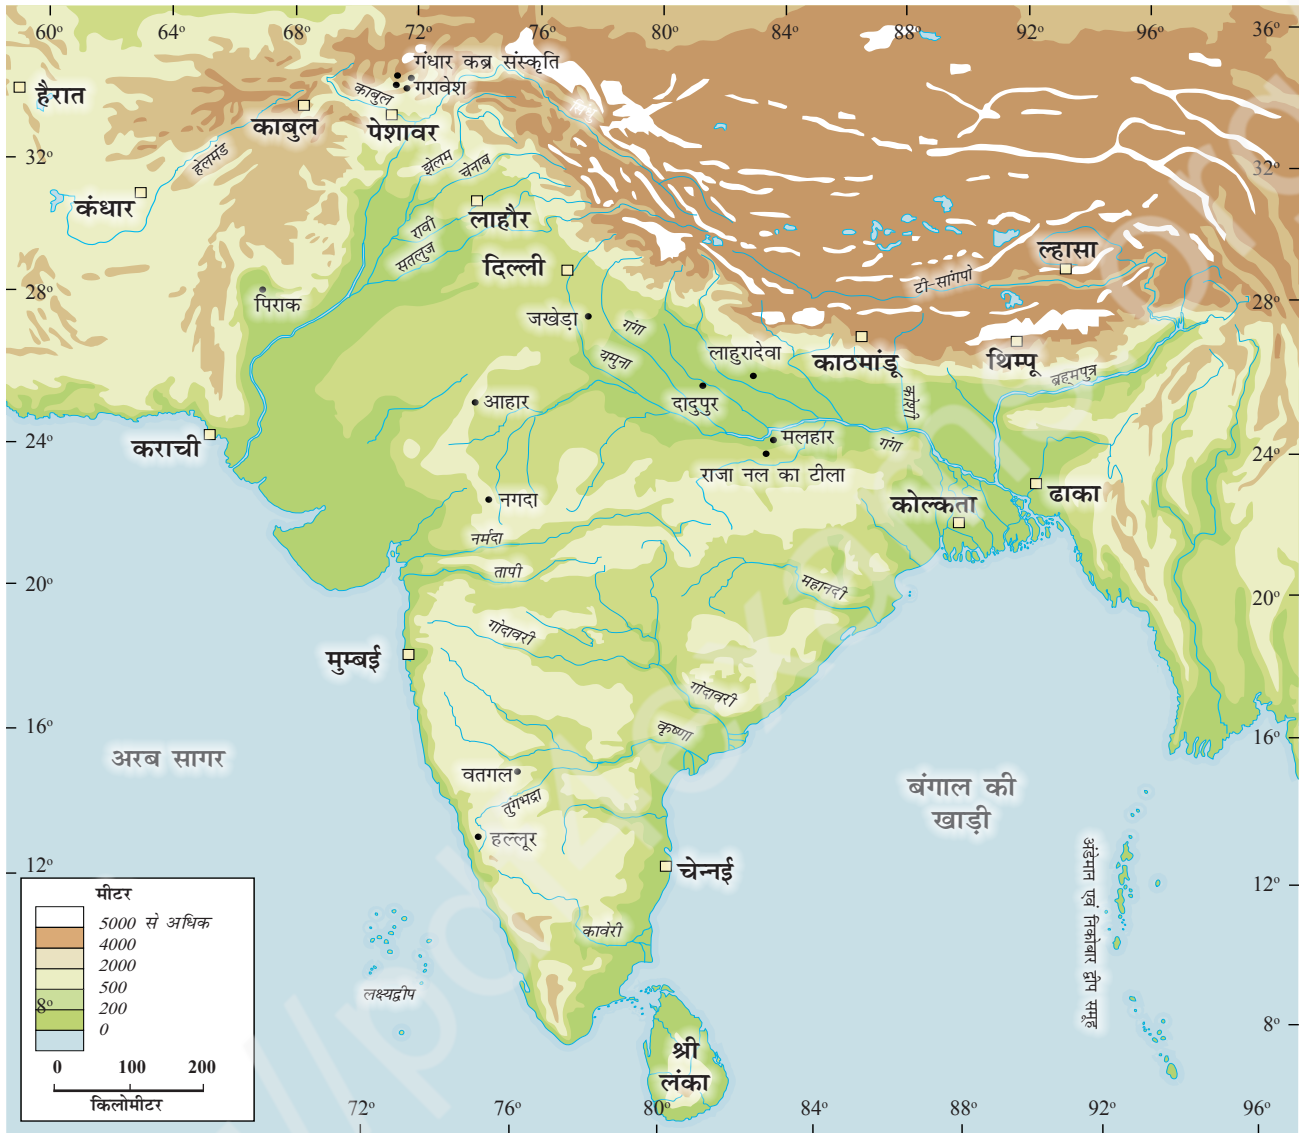 60° 64° 68° 72° 76° 80° 84° 88° 92° 96° 36°
गंधार कब्र संस्कृति
गरावेश
हैरात
काबुल
काबुल
पेशावर
सिंधु
हेलमंड
झेलम
चेनाब
32°
32°
कंधार
लाहौर
रावी
सतलुज
दिल्ली
ल्हासा
टी-सांगपो
28°
28°
पिराक
जखेड़ा
गंगा
यमुना
लाहुरादेवा
काठमांडू
थिम्पू
ब्रह्मपुत्र
कोसी
दादुपुर
आहार
मलहार
गंगा
24°
24°
कराची
राजा नल का टीला
नगदा
कोल्कता
ढाका
नर्मदा
तापी
महानदी
20°
20°
गोदावरी
मुम्बई
गोदावरी
कृष्णा
16°
16°
अरब सागर
वतगल
तुंगभद्रा
बंगाल की
खाड़ी
हल्लूर
12°
12°
चेन्नई
अंडेमान एवं निकोबार द्वीप समूह
कावेरी
लक्ष्यद्वीप
मीटर
5000 से अधिक
4000
2000
500
200
0
8°
8°
0 100 200
किलोमीटर
श्री
लंका
72° 76° 80° 84° 88° 92° 96°